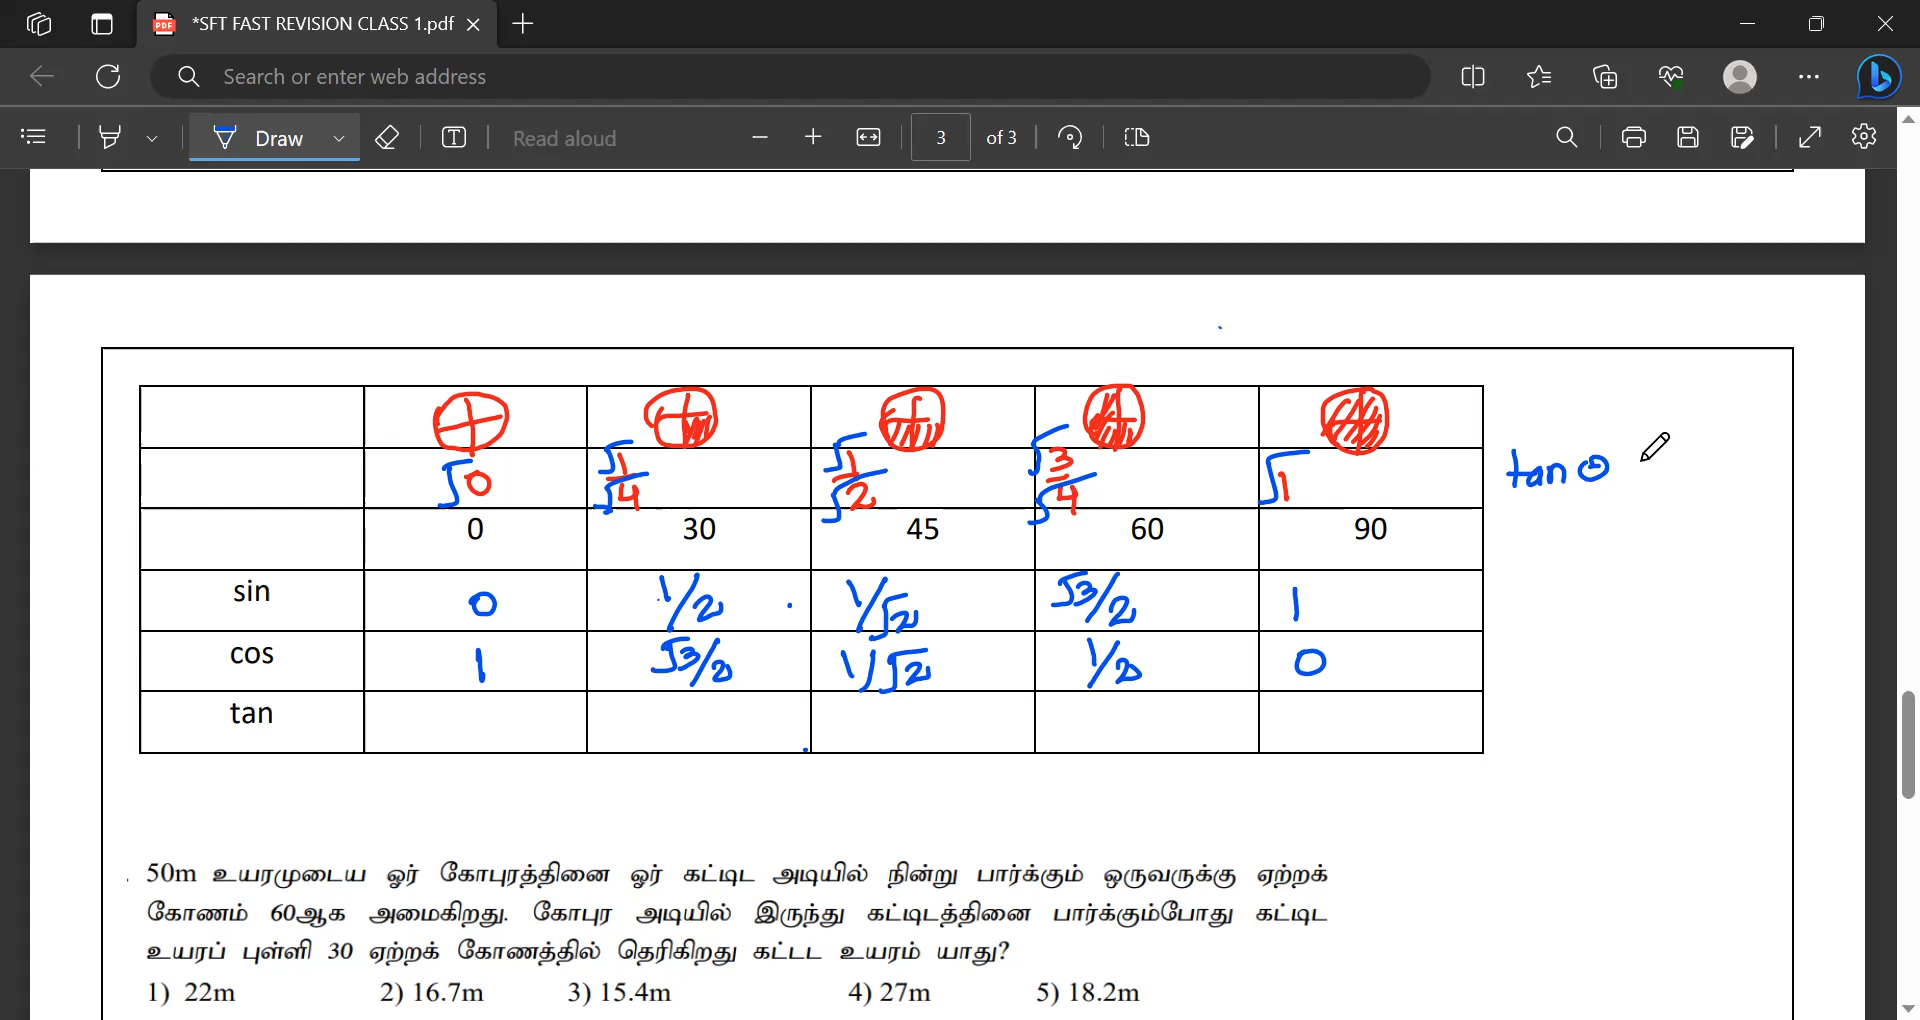 *SFT FAST REVISION CLASS 1.pdf
Search or enter web address
Draw
Read aloud
3 of 3
√0 √1/√4 √1/√2 √3/√4 √1
tan θ
0 30 45 60 90
sin 0 1/2 1/√2 √3/2 1
cos 1 √3/2 1/√2 1/2 0
tan
50m உயரமுடைய ஓர் கோபுரத்தினை ஓர் கட்டிட அடியில் நின்று பார்க்கும் ஒருவருக்கு ஏற்றக்
கோணம் 60ஆக அமைகிறது. கோபுர அடியில் இருந்து கட்டிடத்தினை பார்க்கும்போது கட்டிட
உயரப் புள்ளி 30 ஏற்றக் கோணத்தில் தெரிகிறது கட்டட உயரம் யாது?
1) 22m 2) 16.7m 3) 15.4m 4) 27m 5) 18.2m